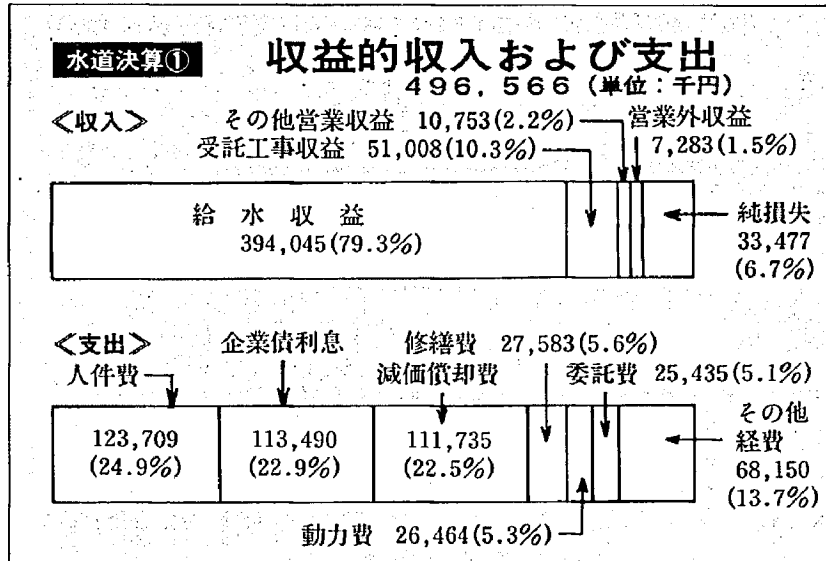 水道決算①
収益的収入および支出
496,566 (単位:千円)
≪収入≫
その他営業収益 10,753(2.2%)
営業外収益
7,283(1.5%)
受託工事収益 51,008(10.3%)
給水収益
394,045(79.3%)
純損失
33,477
(6.7%)
≪支出≫
人件費
123,709
(24.9%)
企業債利息
113,490
(22.9%)
減価償却費
111,735
(22.5%)
修繕費 27,583(5.6%)
委託費 25,435(5.1%)
その他
経費
68,150
(13.7%)
動力費 26,464(5.3%)